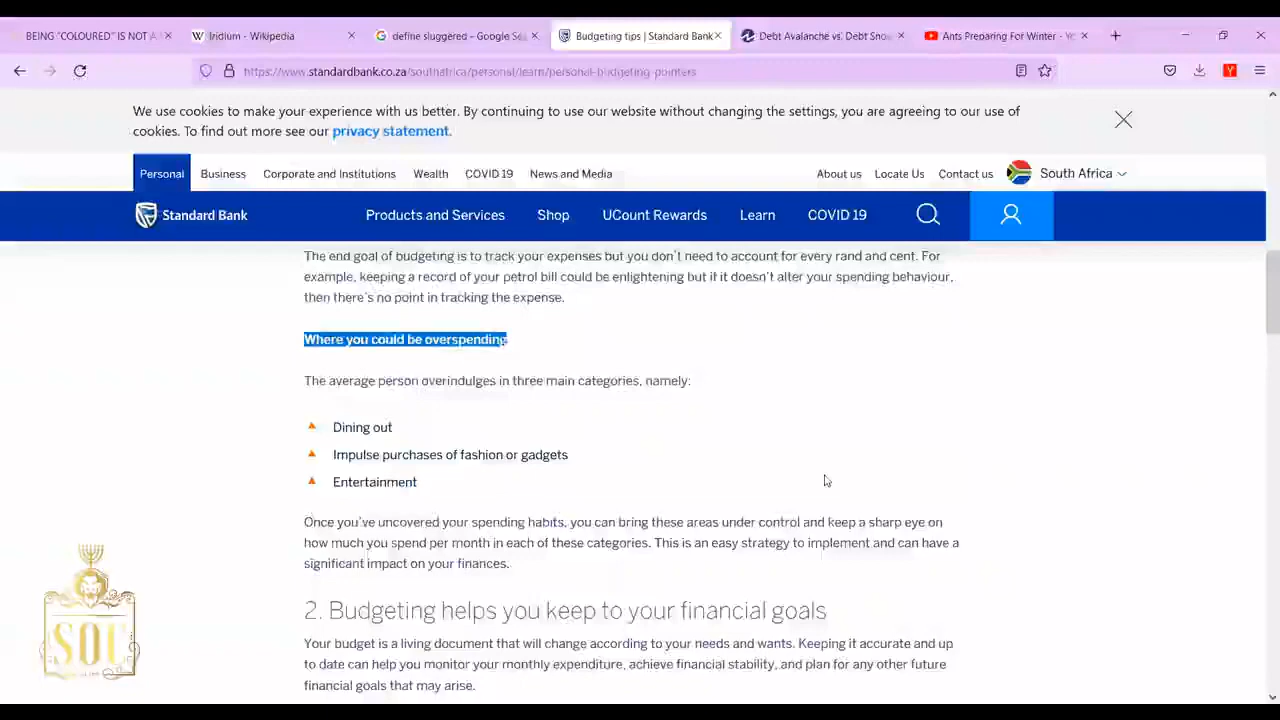 BEING "COLOURED" IS NOT A
Iridium - Wikipedia
define sluggered - Google Se
Budgeting tips | Standard Bank
Debt Avalanche vs. Debt Snow
Ants Preparing For Winter - Y
https://www.standardbank.co.za/southafrica/personal/learn/personal-budgeting-pointers
We use cookies to make your experience with us better. By continuing to use our website without changing the settings, you are agreeing to our use of
cookies. To find out more see our privacy statement.
Personal Business Corporate and Institutions Wealth COVID 19 News and Media About us Locate Us Contact us South Africa
Standard Bank Products and Services Shop UCount Rewards Learn COVID 19
The end goal of budgeting is to track your expenses but you don't need to account for every rand and cent. For
example, keeping a record of your petrol bill could be enlightening but if it doesn't alter your spending behaviour,
then there's no point in tracking the expense.
Where you could be overspending
The average person overindulges in three main categories, namely:
Dining out
Impulse purchases of fashion or gadgets
Entertainment
Once you've uncovered your spending habits, you can bring these areas under control and keep a sharp eye on
how much you spend per month in each of these categories. This is an easy strategy to implement and can have a
significant impact on your finances.
2. Budgeting helps you keep to your financial goals
Your budget is a living document that will change according to your needs and wants. Keeping it accurate and up
to date can help you monitor your monthly expenditure, achieve financial stability, and plan for any other future
financial goals that may arise.
SOC